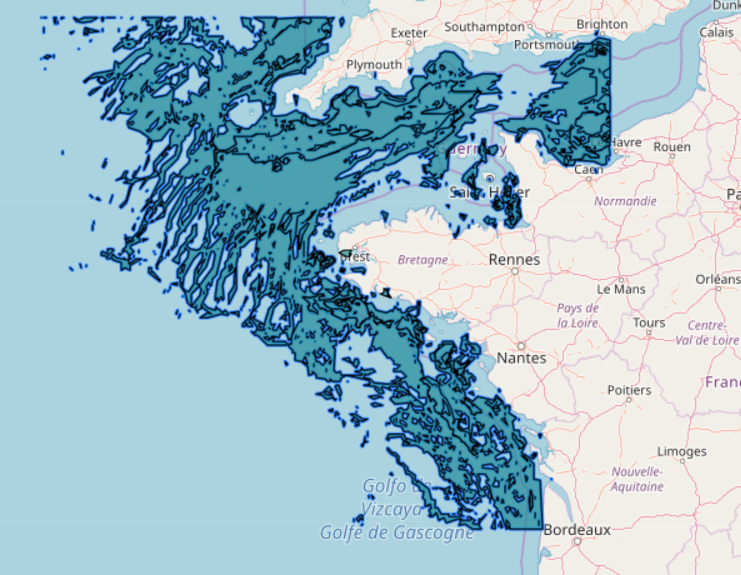 Dunk
Southampton
Brighton
Exeter
Calais
Portsmouth
Plymouth
Havre
Rouen
Caen
Saint Helier
Normandie
Pa
Brest
Bretagne
Rennes
Le Mans
Orléans
Pays de
la Loire
Tours
Centre-
Val de Loire
Nantes
Franc
Poitiers
Limoges
Nouvelle-
Aquitaine
Golfo de
Vizcaya
Golfe de Gascogne
Bordeaux